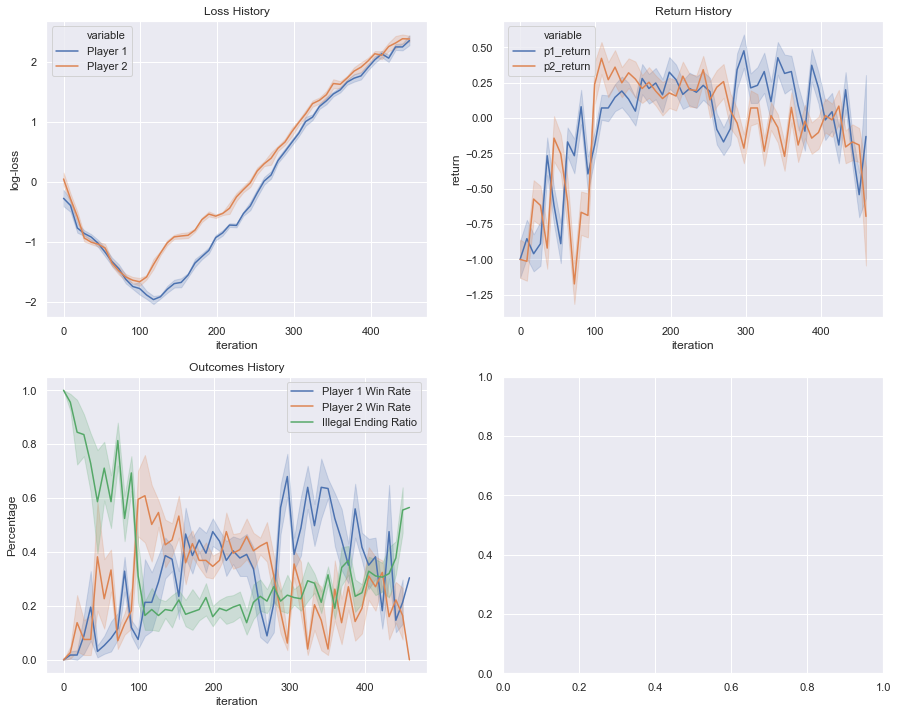 Loss History
variable
Player 1
Player 2
log-loss
2
1
0
−1
−2
0
100
200
300
400
iteration
Return History
variable
p1_return
p2_return
return
0.50
0.25
0.00
−0.25
−0.50
−0.75
−1.00
−1.25
0
100
200
300
400
iteration
Outcomes History
Player 1 Win Rate
Player 2 Win Rate
Illegal Ending Ratio
Percentage
1.0
0.8
0.6
0.4
0.2
0.0
0
100
200
300
400
iteration
1.0
0.8
0.6
0.4
0.2
0.0
0.0
0.2
0.4
0.6
0.8
1.0